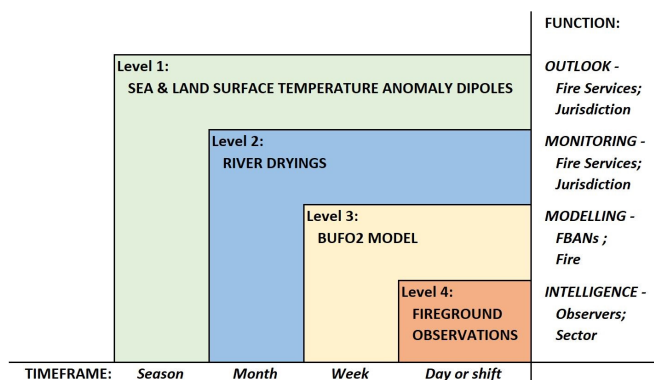 FUNCTION:
Level 1:
SEA & LAND SURFACE TEMPERATURE ANOMALY DIPOLES
OUTLOOK -
Fire Services;
Jurisdiction
Level 2:
RIVER DRYINGS
MONITORING -
Fire Services;
Jurisdiction
Level 3:
BUFO2 MODEL
MODELLING -
FBANs ;
Fire
Level 4:
FIREGROUND
OBSERVATIONS
INTELLIGENCE -
Observers;
Sector
TIMEFRAME: Season Month Week Day or shift